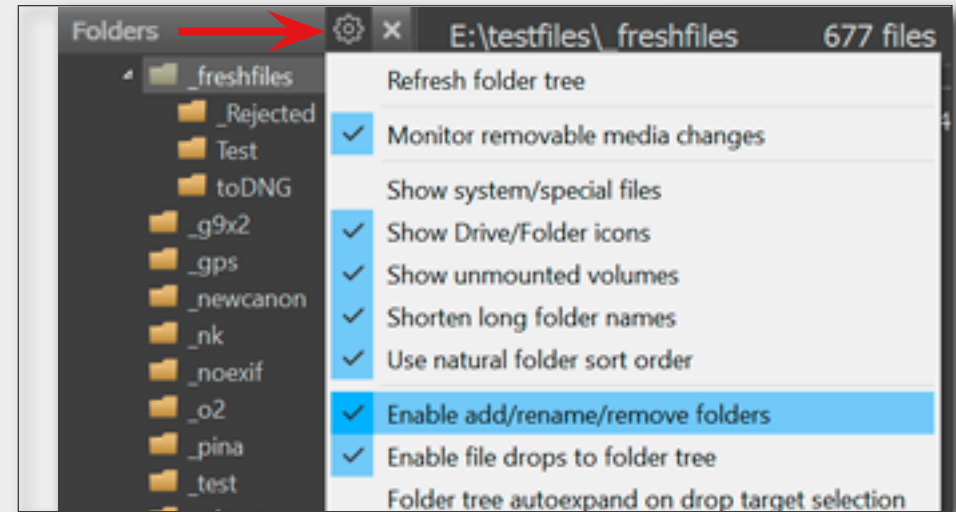 Folders
E:\testfiles\_freshfiles 677 files
_freshfiles
_Rejected
Test
toDNG
_g9x2
_gps
_newcanon
_nk
_noexif
_o2
_pina
_test
Refresh folder tree
Monitor removable media changes
Show system/special files
Show Drive/Folder icons
Show unmounted volumes
Shorten long folder names
Use natural folder sort order
Enable add/rename/remove folders
Enable file drops to folder tree
Folder tree autoexpand on drop target selection